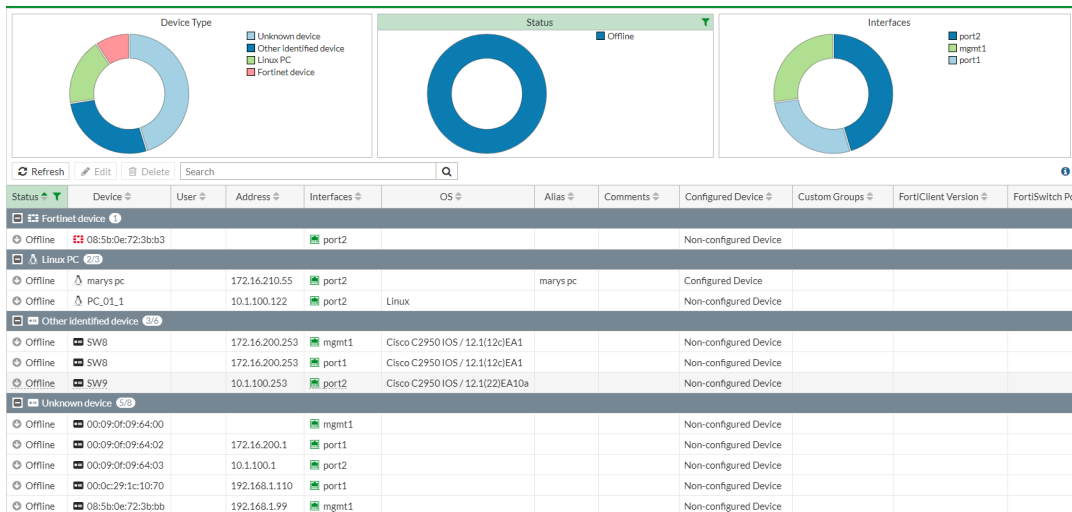 Device Type
Unknown device
Other identified device
Linux PC
Fortinet device
Status
Offline
Interfaces
port2
mgmt1
port1
Refresh Edit Delete Search
Status Device User Address Interfaces OS Alias Comments Configured Device Custom Groups FortiClient Version FortiSwitch Po
Fortinet device 1
Offline 08:5b:0e:72:3b:b3 port2 Non-configured Device
Linux PC 2/3
Offline marys pc 172.16.210.55 port2 marys pc Configured Device
Offline PC_01_1 10.1.100.122 port2 Linux Non-configured Device
Other identified device 3/6
Offline SW8 172.16.200.253 mgmt1 Cisco C2950 IOS / 12.1(12c)EA1 Non-configured Device
Offline SW8 172.16.200.253 port1 Cisco C2950 IOS / 12.1(12c)EA1 Non-configured Device
Offline SW9 10.1.100.253 port2 Cisco C2950 IOS / 12.1(22)EA10a Non-configured Device
Unknown device 5/8
Offline 00:09:0f:09:64:00 mgmt1 Non-configured Device
Offline 00:09:0f:09:64:02 172.16.200.1 port1 Non-configured Device
Offline 00:09:0f:09:64:03 10.1.100.1 port2 Non-configured Device
Offline 00:0c:29:1c:10:70 192.168.1.110 port1 Non-configured Device
Offline 08:5b:0e:72:3b:bb 192.168.1.99 mgmt1 Non-configured Device